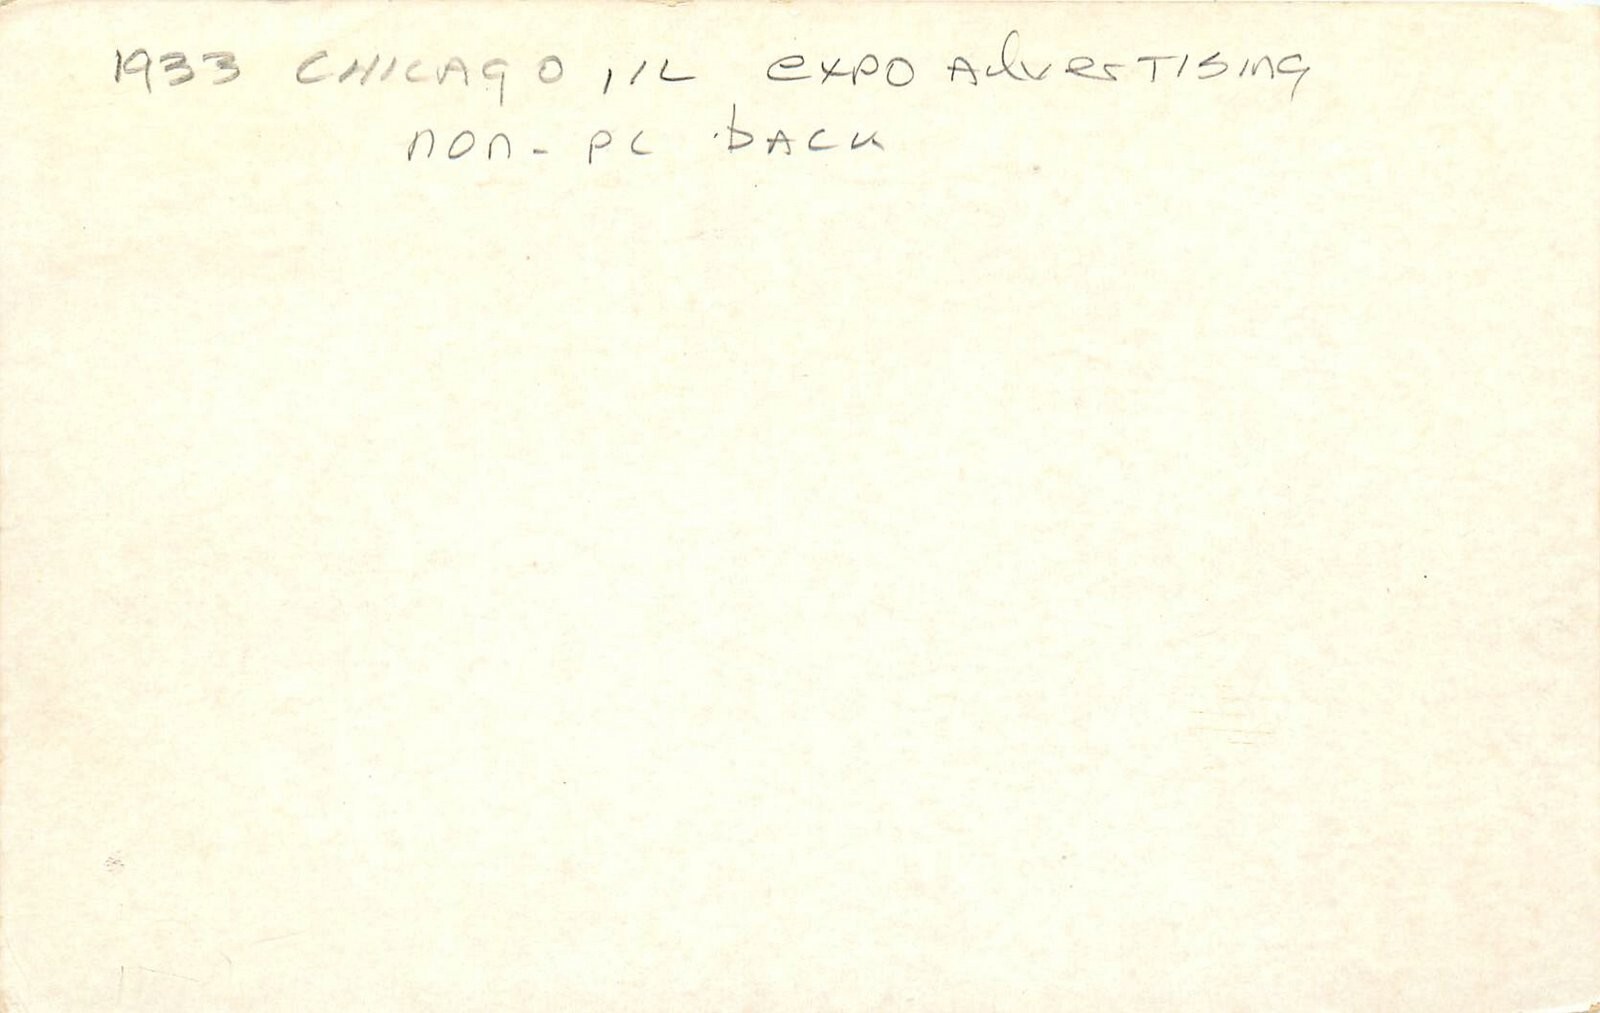 1933 CHICAGO, IL expo Advertising
non-PC back